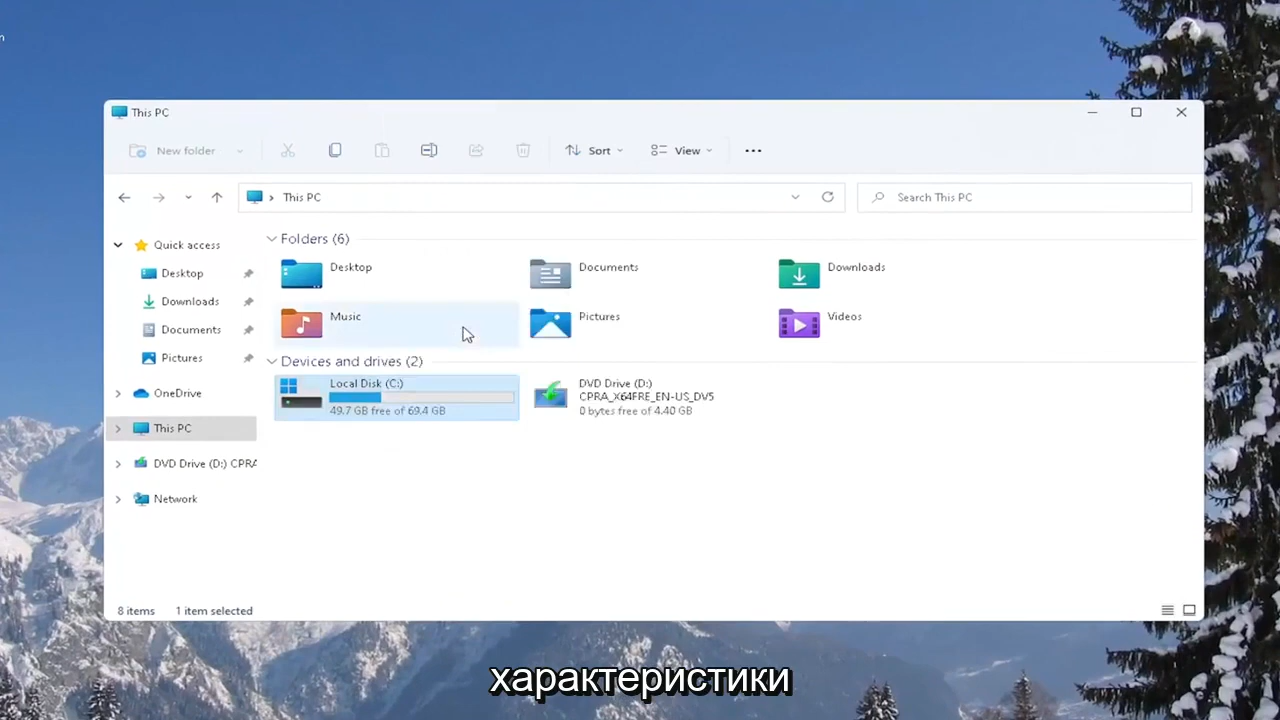 n
This PC
New folder
Sort
View
This PC
Search This PC
Quick access
Desktop
Downloads
Documents
Pictures
OneDrive
This PC
DVD Drive (D:) CPRA
Network
Folders (6)
Desktop
Documents
Downloads
Music
Pictures
Videos
Devices and drives (2)
Local Disk (C:)
49.7 GB free of 69.4 GB
DVD Drive (D:)
CPRA_X64FRE_EN-US_DV5
0 bytes free of 4.40 GB
8 items
1 item selected
характеристики